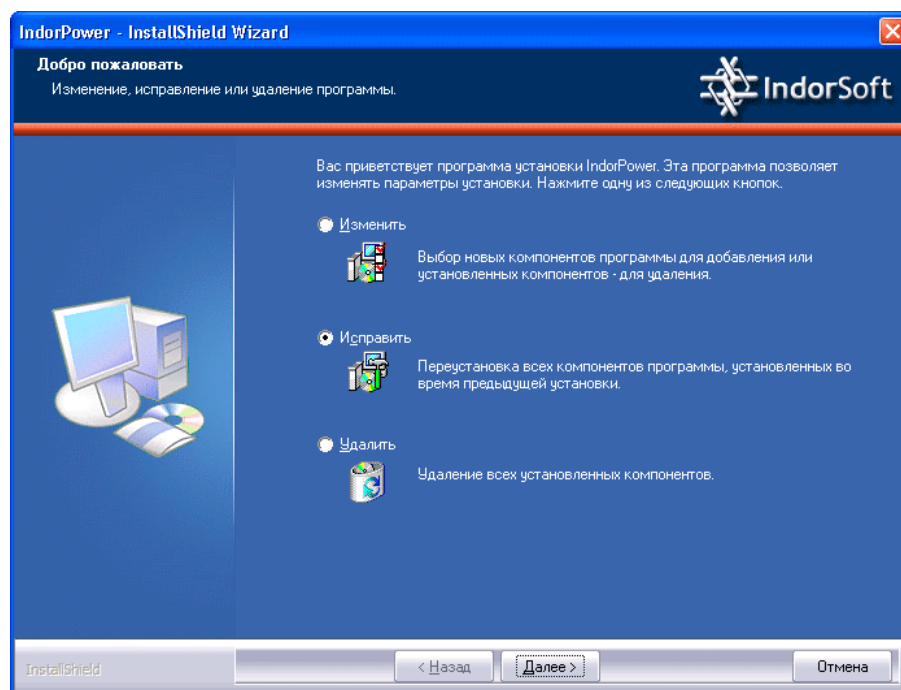 IndorPower - InstallShield Wizard
Добро пожаловать
Изменение, исправление или удаление программы.
IndorSoft
Вас приветствует программа установки IndorPower. Эта программа позволяет
изменять параметры установки. Нажмите одну из следующих кнопок.
Изменить
Выбор новых компонентов программы для добавления или
установленных компонентов - для удаления.
Исправить
Переустановка всех компонентов программы, установленных во
время предыдущей установки.
Удалить
Удаление всех установленных компонентов.
InstallShield
< Назад
Далее >
Отмена